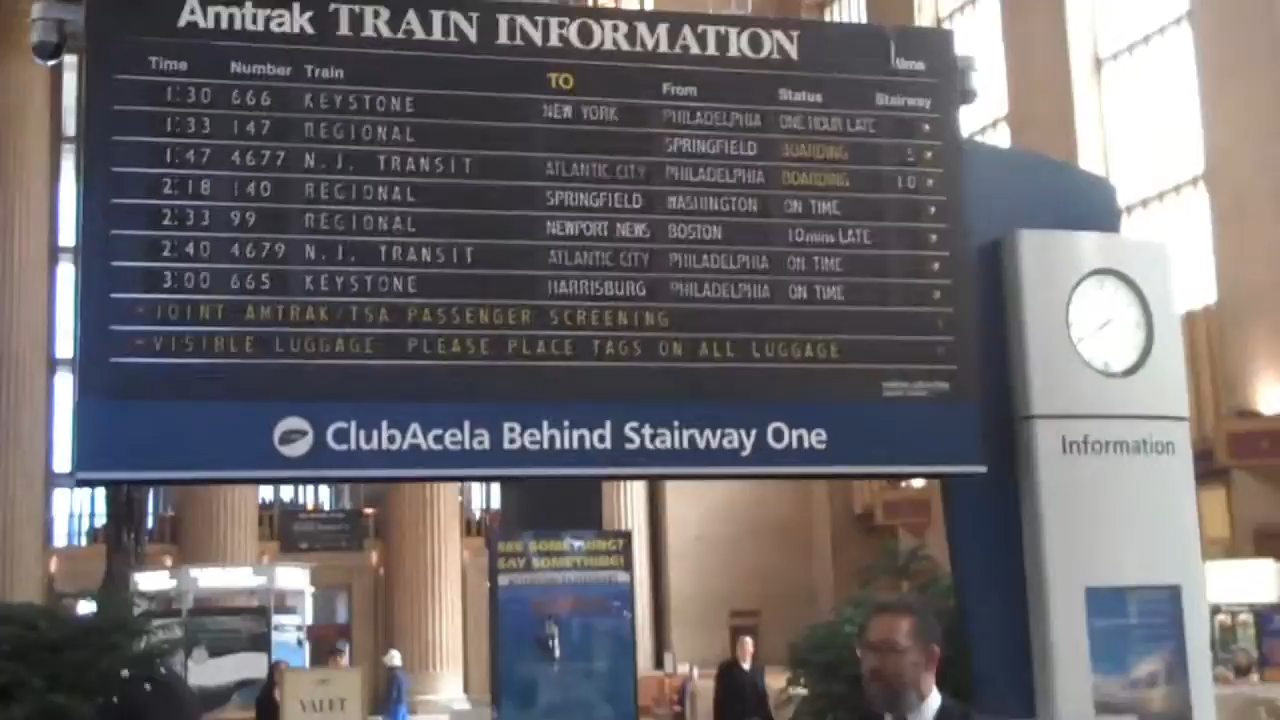 Amtrak TRAIN INFORMATION
Time Number Train TO From Status time Stairway
1:30 666 KEYSTONE NEW YORK PHILADELPHIA ONE HOUR LATE
1:33 147 REGIONAL SPRINGFIELD BOARDING 5
1:47 4677 N.J. TRANSIT ATLANTIC CITY PHILADELPHIA BOARDING 10
2:18 140 REGIONAL SPRINGFIELD WASHINGTON ON TIME
2:33 99 REGIONAL NEWPORT NEWS BOSTON 10mins LATE
2:40 4679 N.J. TRANSIT ATLANTIC CITY PHILADELPHIA ON TIME
3:00 665 KEYSTONE HARRISBURG PHILADELPHIA ON TIME
-JOINT AMTRAK/TSA PASSENGER SCREENING
-VISIBLE LUGGAGE PLEASE PLACE TAGS ON ALL LUGGAGE
ClubAcela Behind Stairway One
Information
SEE SOMETHING?
SAY SOMETHING!
VALET